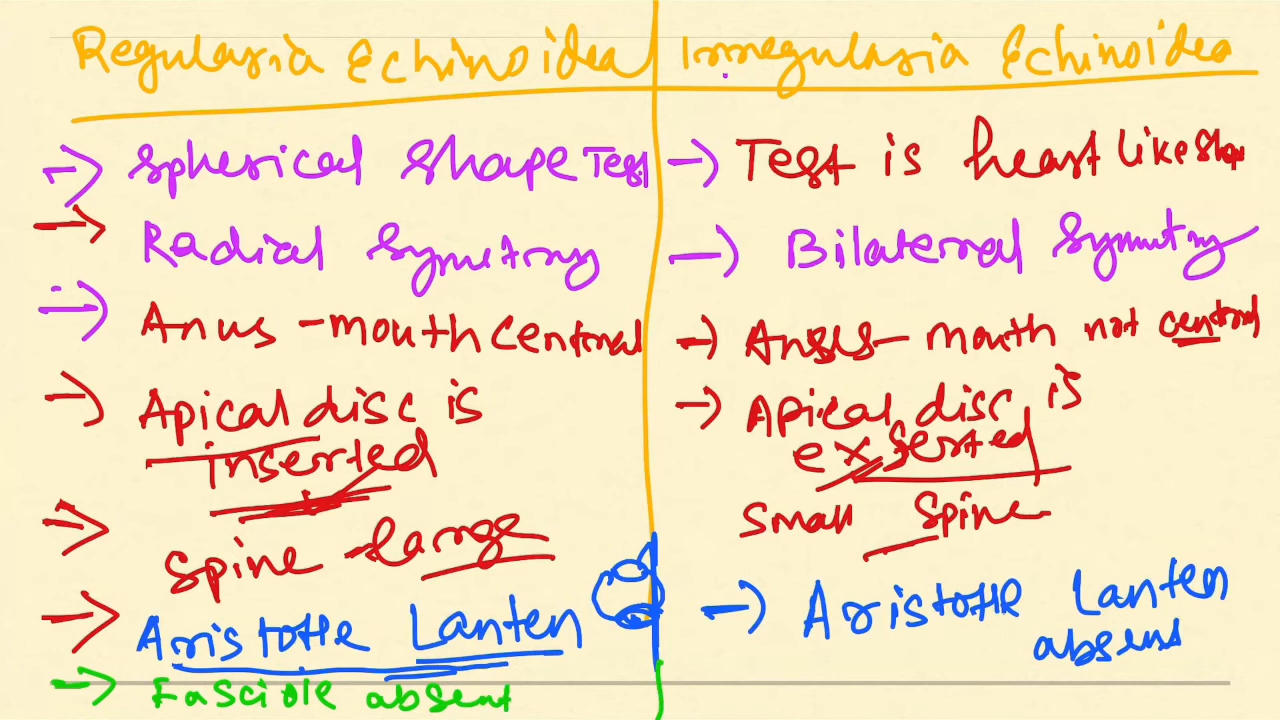 Regularia Echinoidea
Spherical Shape Test
Radial Symetry
Anus - mouth central
Apical disc is
inserted
Spine - large
Aristotle Lanten
Fasciole absent
Irregularia Echinoidea
Test is heart like
Bilateral Symmetry
Anus - mouth not central
Apical disc is
exserted
Small Spine
Aristotle Lanten
absent